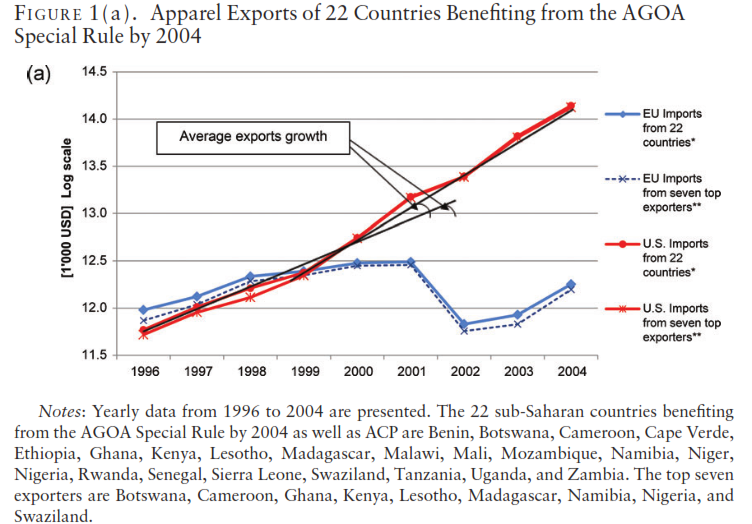 FIGURE 1(a). Apparel Exports of 22 Countries Benefiting from the AGOA
Special Rule by 2004
(a)
14.5
14.0
13.5
13.0
12.5
12.0
11.5
[1'000 USD] Log scale
Average exports growth
1996 1997 1998 1999 2000 2001 2002 2003 2004
EU Imports
from 22
countries*
EU Imports
from seven top
exporters**
U.S. Imports
from 22
countries*
U.S. Imports
from seven top
exporters**
Notes: Yearly data from 1996 to 2004 are presented. The 22 sub-Saharan countries benefiting
from the AGOA Special Rule by 2004 as well as ACP are Benin, Botswana, Cameroon, Cape Verde,
Ethiopia, Ghana, Kenya, Lesotho, Madagascar, Malawi, Mali, Mozambique, Namibia, Niger,
Nigeria, Rwanda, Senegal, Sierra Leone, Swaziland, Tanzania, Uganda, and Zambia. The top seven
exporters are Botswana, Cameroon, Ghana, Kenya, Lesotho, Madagascar, Namibia, Nigeria, and
Swaziland.